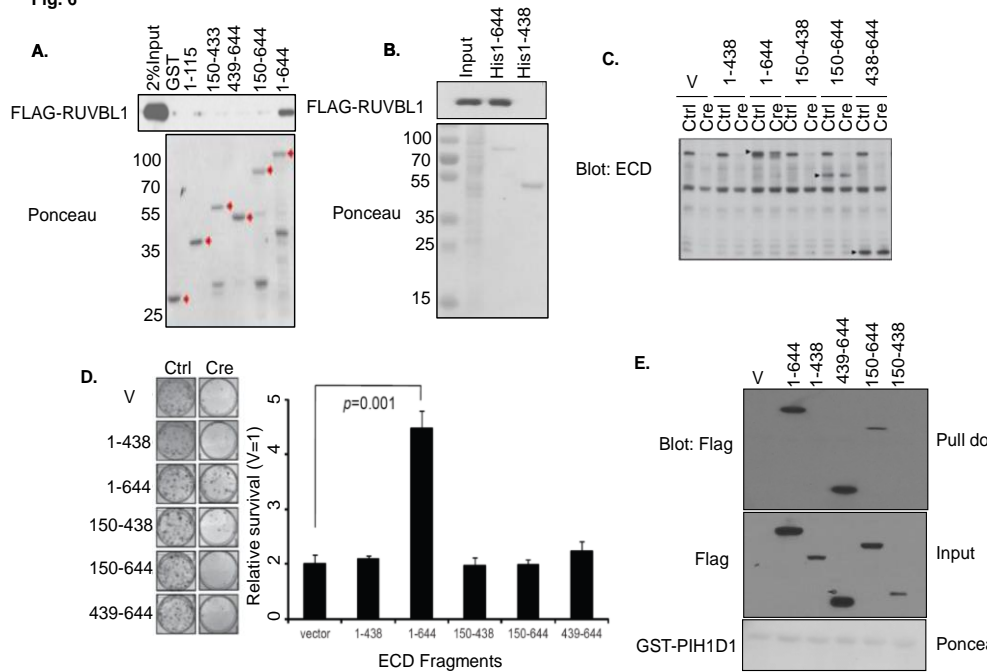 Fig. 6
A.
2%Input
GST
1-115
150-433
439-644
150-644
1-644
FLAG-RUVBL1
Ponceau
100
70
55
35
25
B.
Input
His1-644
His1-438
FLAG-RUVBL1
Ponceau
100
70
55
35
25
15
C.
V
1-438
1-644
150-438
150-644
438-644
Ctrl Cre Ctrl Cre Ctrl Cre Ctrl Cre Ctrl Cre Ctrl Cre
Blot: ECD
D.
Ctrl Cre
V
1-438
1-644
150-438
150-644
439-644
Relative survival (V=1)
5
4
3
2
0
p=0.001
vector 1-438 1-644 150-438 150-644 439-644
ECD Fragments
E.
V
1-644
1-438
439-644
150-644
150-438
Blot: Flag
Pull do
Flag
Input
GST-PIH1D1
Poncea